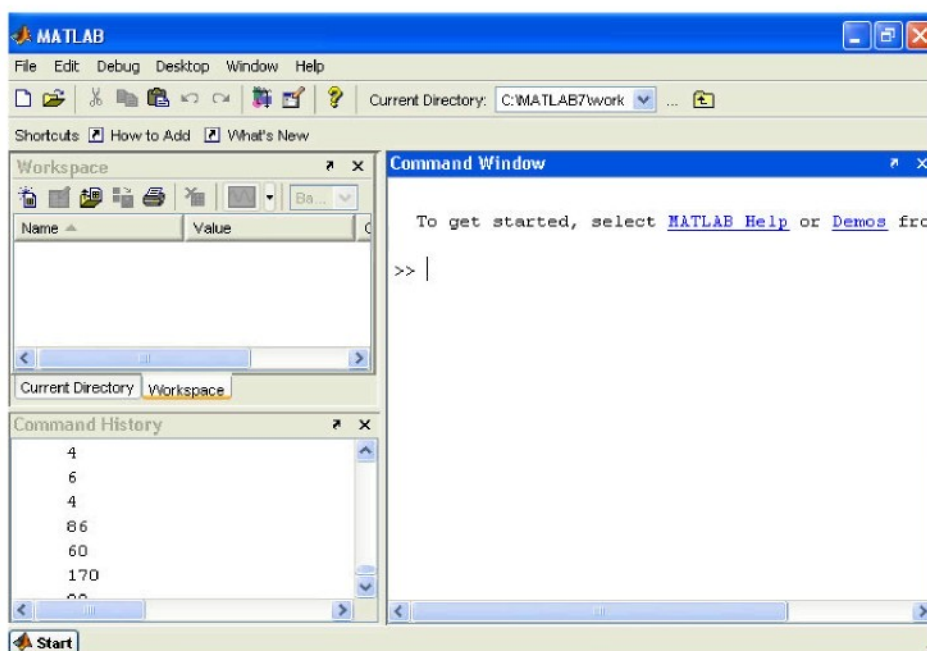 MATLAB
File Edit Debug Desktop Window Help
Current Directory: C:\MATLAB7\work ...
Shortcuts How to Add What's New
Workspace
Ba...
Name Value
Current Directory Workspace
Command History
4
6
4
86
60
170
Start
Command Window
To get started, select MATLAB Help or Demos fro
>>